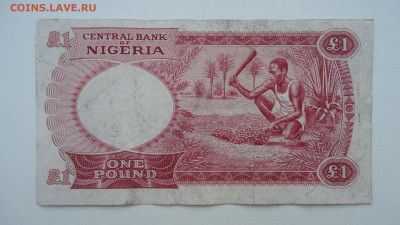 COINS.LAVE.RU
£1
CENTRAL BANK
OF
NIGERIA
£1
£1
ONE
POUND
£1